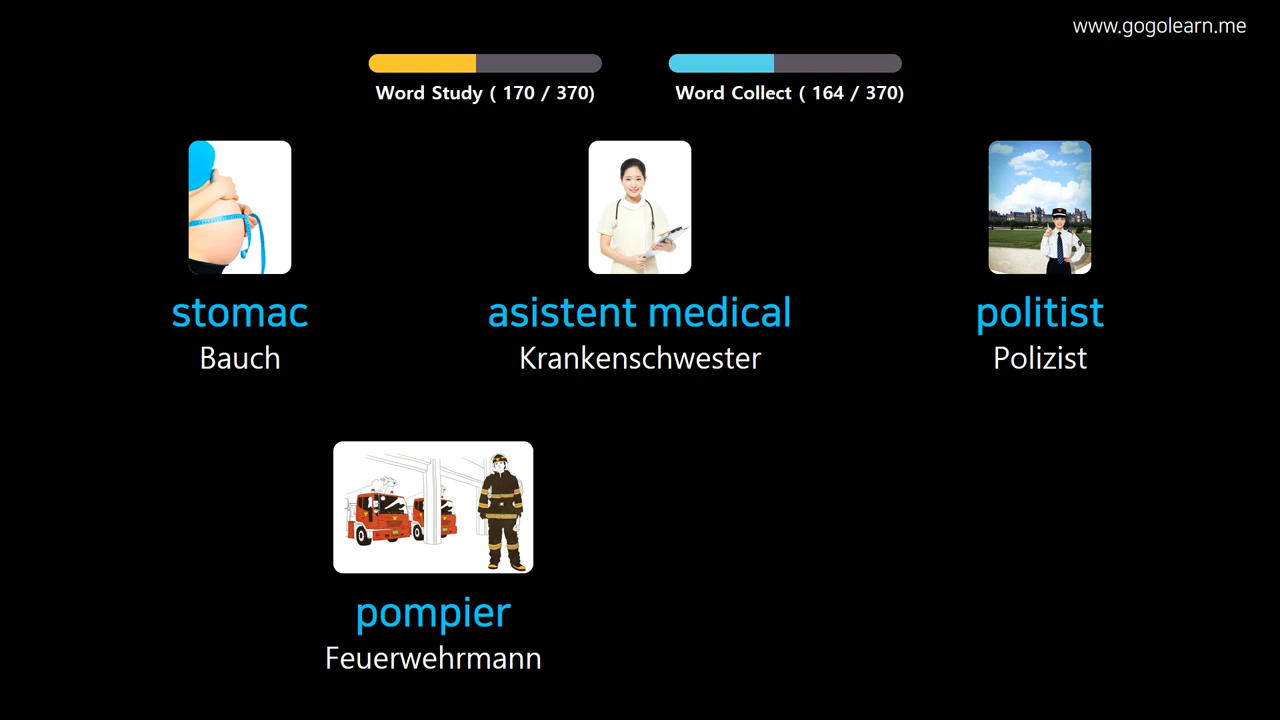 www.gogolearn.me
Word Study ( 170 / 370)
Word Collect ( 164 / 370)
stomac
asistent medical
politist
Bauch
Krankenschwester
Polizist
pompier
Feuerwehrmann